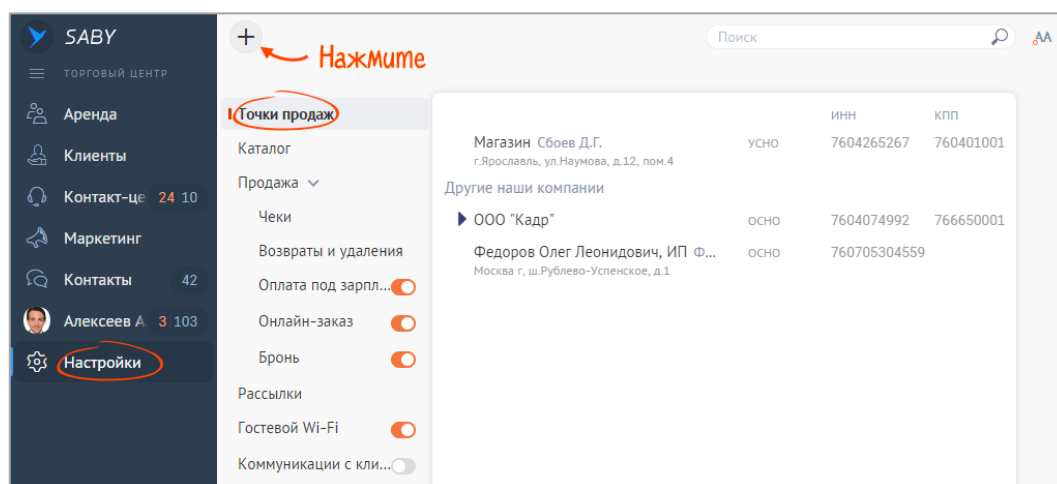 SABY
ТОРГОВЫЙ ЦЕНТР
Аренда
Клиенты
Контакт-це 24 10
Маркетинг
Контакты 42
Алексеев А. 3 103
Настройки
+
Нажмите
Поиск
АА
Точки продаж
Каталог
Продажа
Чеки
Возвраты и удаления
Оплата под зарпл...
Онлайн-заказ
Бронь
Рассылки
Гостевой Wi-Fi
Коммуникации с кли...
ИНН КПП
Магазин Сбоев Д.Г. УСНО 7604265267 760401001
г.Ярославль, ул.Наумова, д.12, пом.4
Другие наши компании
ООО "Кадр" ОСНО 7604074992 766650001
Федоров Олег Леонидович, ИП Ф... ОСНО 760705304559
Москва г, ш.Рублево-Успенское, д.1